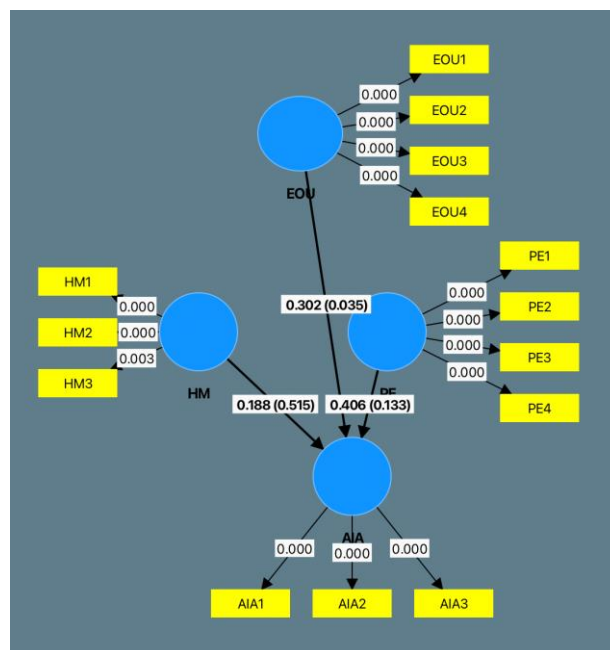 EOU1
0.000
EOU2
0.000
EOU3
0.000
EOU4
0.000
EOU
PE1
0.000
PE2
0.000
PE3
0.000
PE4
0.000
PE
HM1
0.000
HM2
0.000
HM3
0.003
HM
0.302 (0.035)
0.188 (0.515)
0.406 (0.133)
AIA
0.000
0.000
0.000
AIA1
AIA2
AIA3